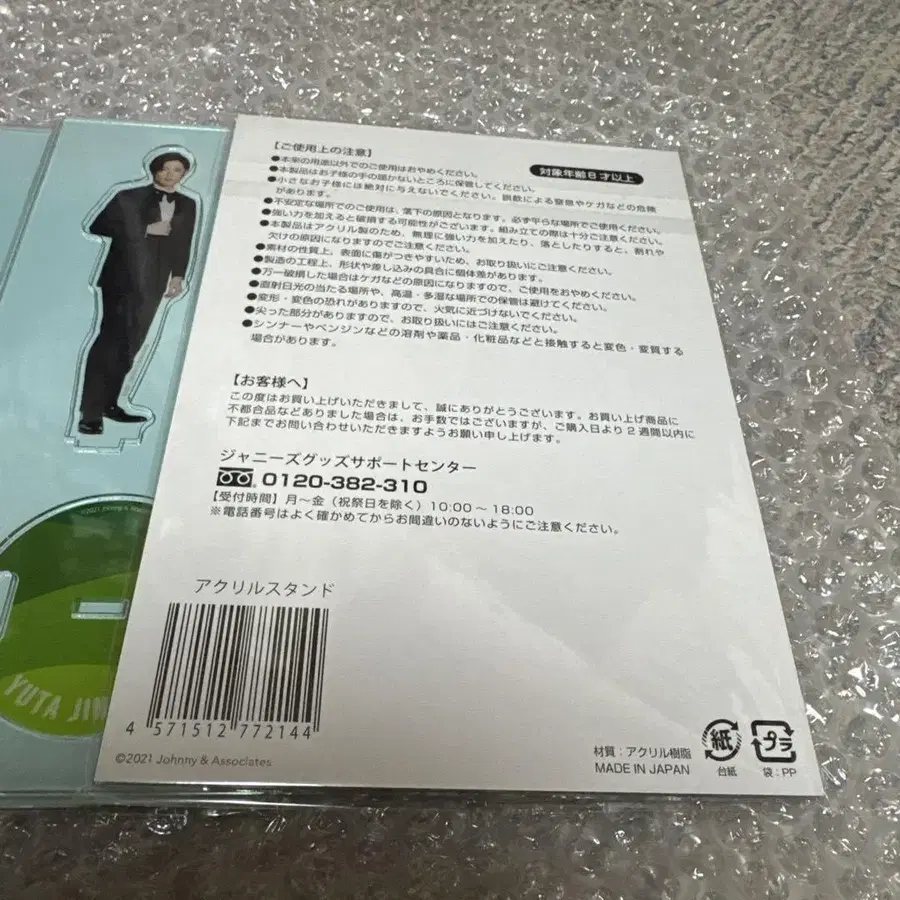 【ご使用上の注意】
対象年齢8才以上
●本来の用途以外でのご使用はおやめください。
●本製品はお子様の手の届かないところに保管してください。
●小さなお子様には絶対に与えないでください。誤飲による窒息やケガなどの危険
があります。
●不安定な場所でのご使用は、落下の原因となります。必ず平らな場所でご使用ください。
●強い力を加えると破損する可能性がございます。組み立ての際は十分ご注意ください。
●本製品はアクリル製のため、無理に強い力を加えたり、落としたりすると、割れや
欠けの原因になりますのでご注意ください。
●素材の性質上、表面に傷がつきやすいため、お取り扱いにご注意ください。
●製造の工程上、形状や差し込みの具合に個体差があります。
●万一破損した場合はケガなどの原因になりますので、ご使用をおやめください。
●直射日光の当たる場所や、高温・多湿な場所での保管は避けてください。
●変形・変色の恐れがありますので、火気に近づけないでください。
●尖った部分がありますので、お取り扱いにはご注意ください。
●シンナーやベンジンなどの溶剤や薬品・化粧品などと接触すると変色・変質する
場合があります。
【お客様へ】
この度はお買い上げいただきまして、誠にありがとうございます。お買い上げ商品に
不都合品などありました場合は、お手数ではございますが、ご購入日より2週間以内に
下記までお問い合わせいただきますようお願い申し上げます。
ジャニーズグッズサポートセンター
0120-382-310
【受付時間】月~金(祝祭日を除く)10:00~18:00
※電話番号はよく確かめてからお間違いのないようにご注意ください。
アクリルスタンド
4 571512 772144
©2021 Johnny & Associates
材質:アクリル樹脂
MADE IN JAPAN
紙
台紙
プラ
袋:PP
©2021 Johnny & Asso
YUTA JIN